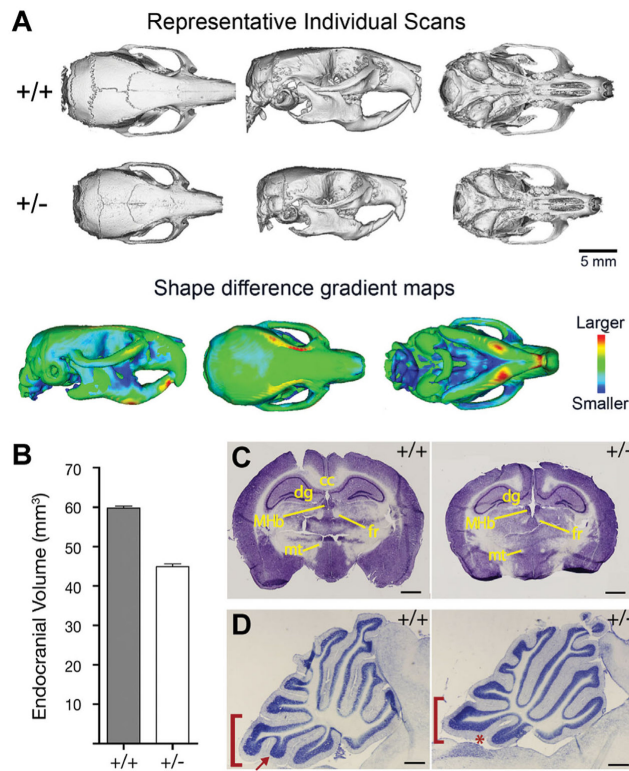 A
Representative Individual Scans
+/+
+/-
5 mm
Shape difference gradient maps
Larger
Smaller
B
Endocranial Volume (mm³)
70
60
50
40
30
20
10
+/+
+/-
C
+/+
cc
dg
MHb
fr
mt
+/-
dg
MHb
fr
mt
D
+/+
+/-
*